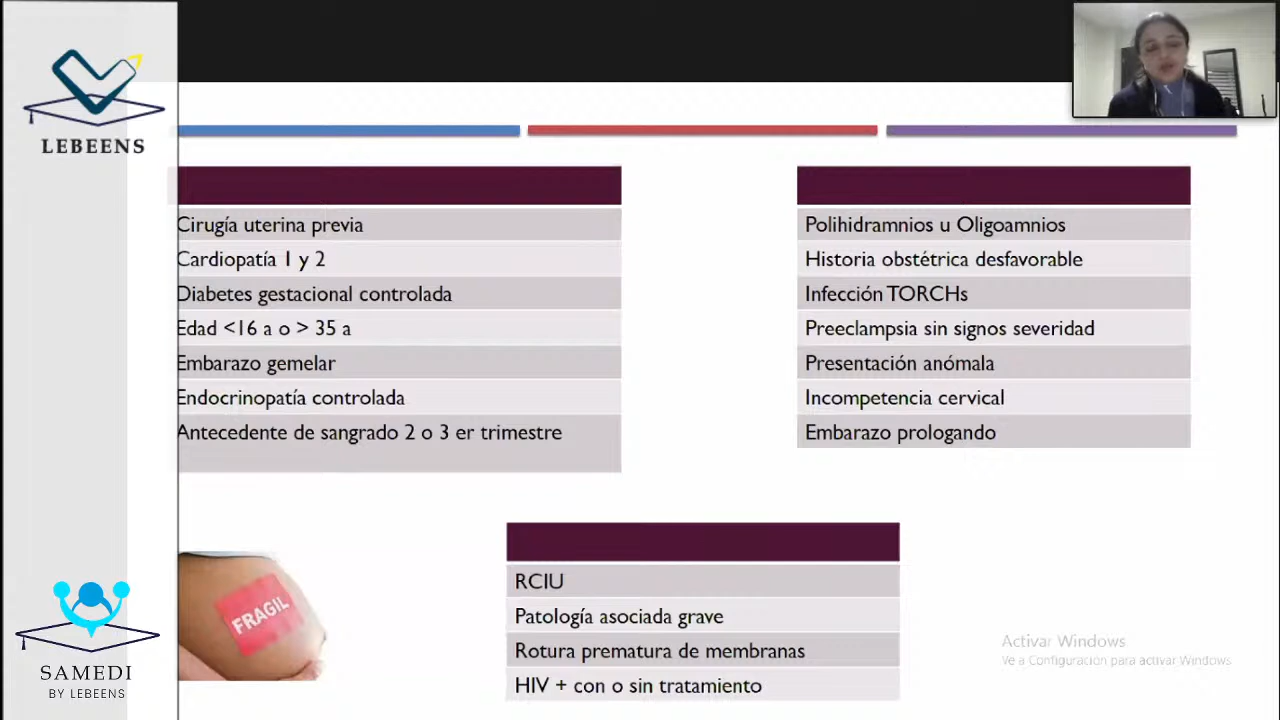 LEBEENS
Cirugía uterina previa
Cardiopatía 1 y 2
Diabetes gestacional controlada
Edad <16 a o > 35 a
Embarazo gemelar
Endocrinopatía controlada
Antecedente de sangrado 2 o 3 er trimestre
Polihidramnios u Oligoamnios
Historia obstétrica desfavorable
Infección TORCHs
Preeclampsia sin signos severidad
Presentación anómala
Incompetencia cervical
Embarazo prologando
FRAGIL
RCIU
Patología asociada grave
Rotura prematura de membranas
HIV + con o sin tratamiento
Activar Windows
Ve a Configuración para activar Windows
SAMEDI
BY LEBEENS